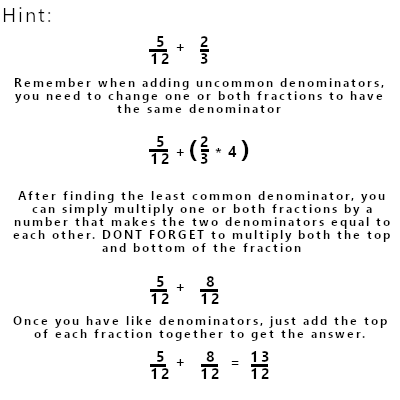 Hint:
5/12 + 2/3
Remember when adding uncommon denominators,
you need to change one or both fractions to have
the same denominator
5/12 + (2/3 * 4)
After finding the least common denominator, you
can simply multiply one or both fractions by a
number that makes the two denominators equal to
each other. DONT FORGET to multiply both the top
and bottom of the fraction
5/12 + 8/12
Once you have like denominators, just add the top
of each fraction together to get the answer.
5/12 + 8/12 = 13/12